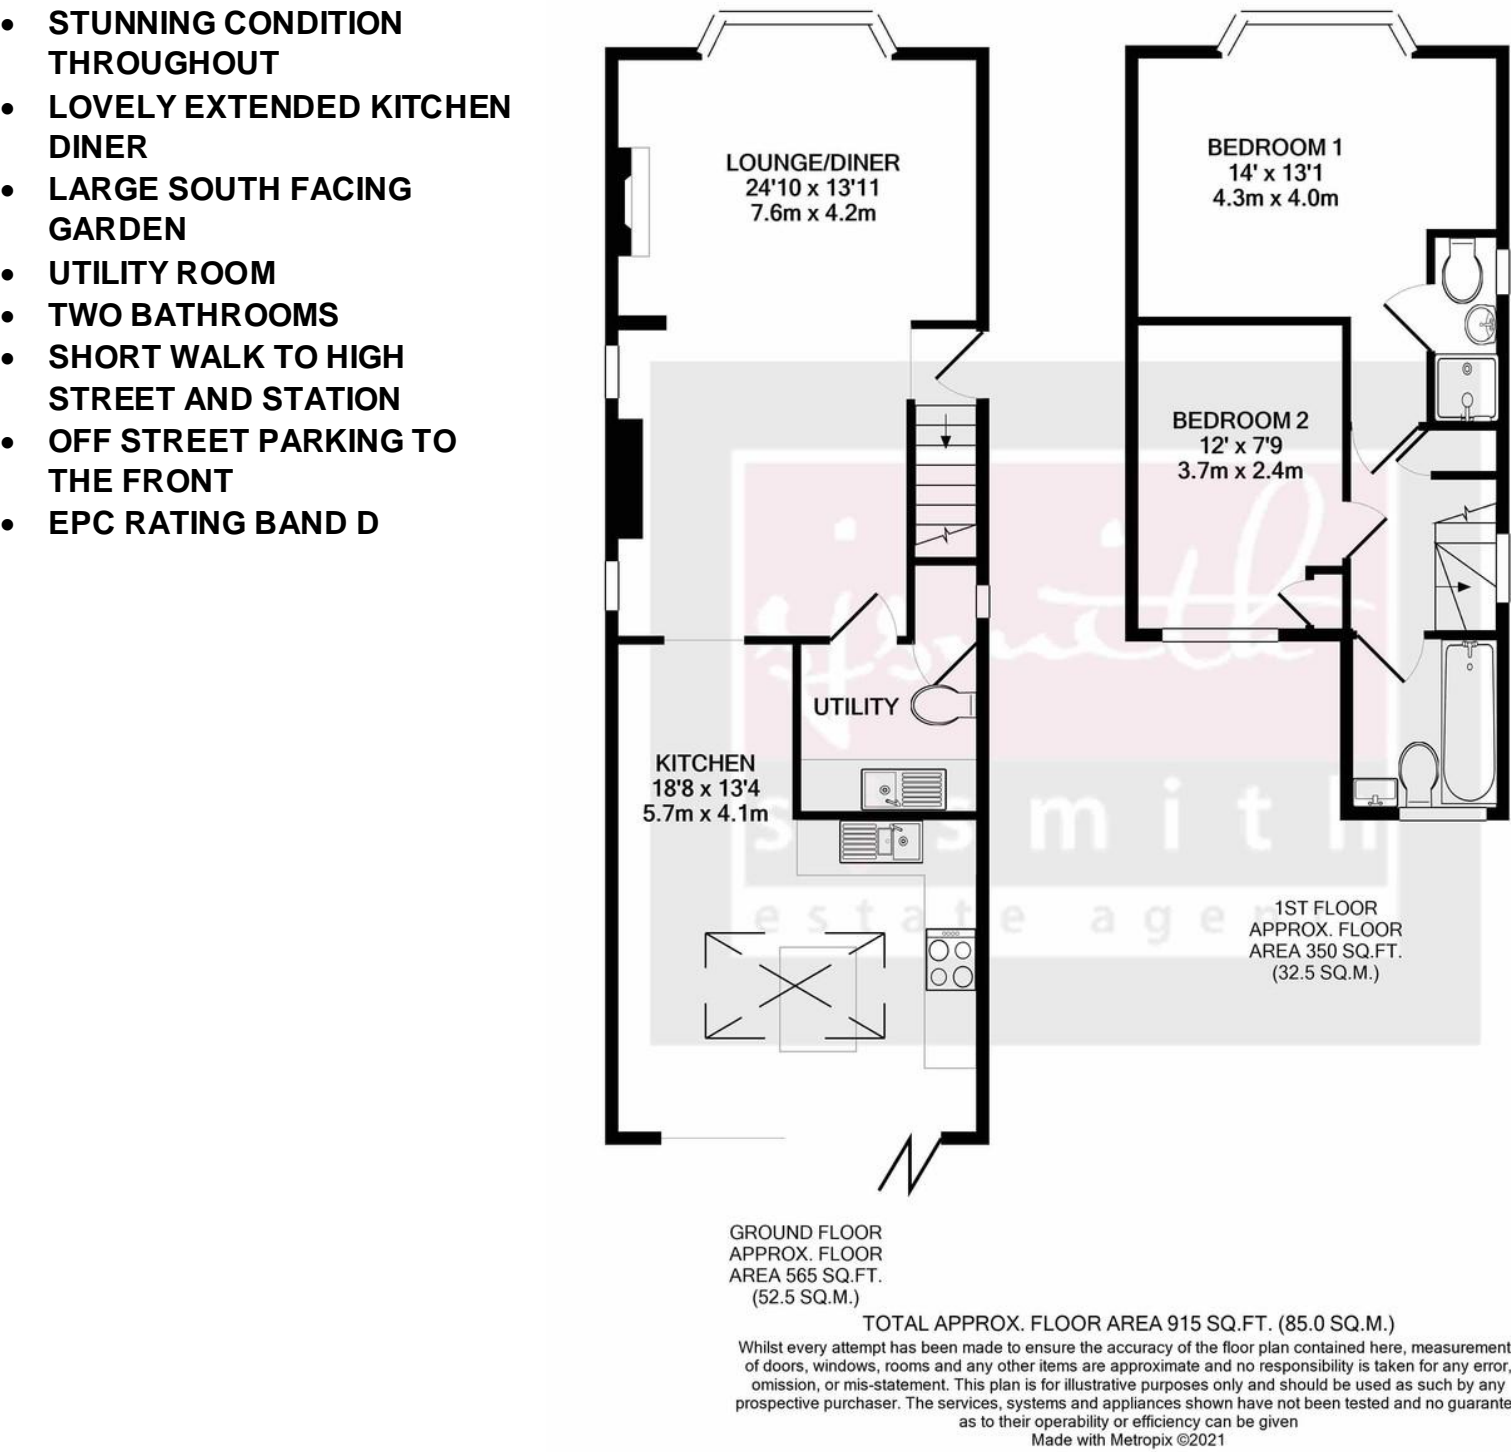 • STUNNING CONDITION
THROUGHOUT
• LOVELY EXTENDED KITCHEN
DINER
• LARGE SOUTH FACING
GARDEN
• UTILITY ROOM
• TWO BATHROOMS
• SHORT WALK TO HIGH
STREET AND STATION
• OFF STREET PARKING TO
THE FRONT
• EPC RATING BAND D
LOUNGE/DINER
24'10 x 13'11
7.6m x 4.2m
BEDROOM 1
14' x 13'1
4.3m x 4.0m
BEDROOM 2
12' x 7'9
3.7m x 2.4m
UTILITY
KITCHEN
18'8 x 13'4
5.7m x 4.1m
sjsmith
s j smith
estate agen
1ST FLOOR
APPROX. FLOOR
AREA 350 SQ.FT.
(32.5 SQ.M.)
GROUND FLOOR
APPROX. FLOOR
AREA 565 SQ.FT.
(52.5 SQ.M.)
TOTAL APPROX. FLOOR AREA 915 SQ.FT. (85.0 SQ.M.)
Whilst every attempt has been made to ensure the accuracy of the floor plan contained here, measurement
of doors, windows, rooms and any other items are approximate and no responsibility is taken for any error,
omission, or mis-statement. This plan is for illustrative purposes only and should be used as such by any
prospective purchaser. The services, systems and appliances shown have not been tested and no guarante
as to their operability or efficiency can be given
Made with Metropix ©2021